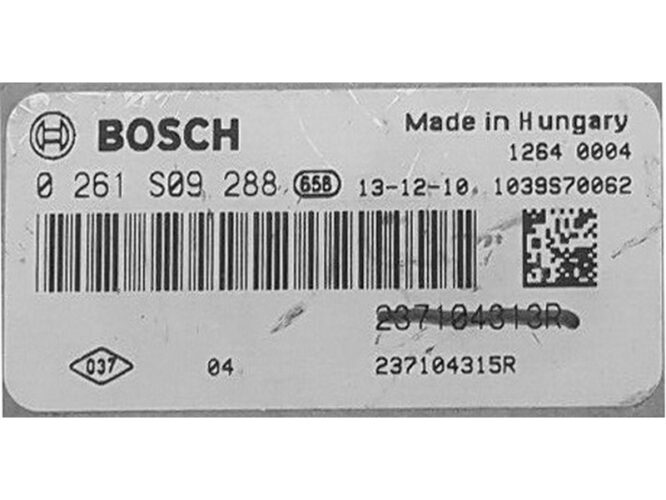 BOSCH
Made in Hungary
1264 0004
0 261 S09 288 658 13-12-10 1039S70062
237104313R
037 04 237104315R